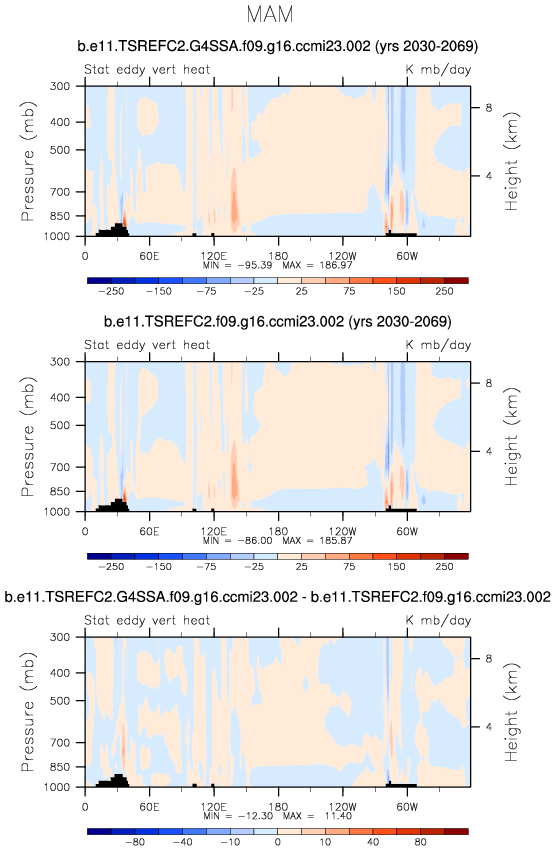 MAM
b.e11.TSREFC2.G4SSA.f09.g16.ccmi23.002 (yrs 2030-2069)
Stat eddy vert heat K mb/day
300
400
500
700
850
1000
Pressure (mb)
8
4
Height (km)
0 60E 120E 180 120W 60W
MIN = -95.39 MAX = 186.97
-250 -150 -75 -25 25 75 150 250
b.e11.TSREFC2.f09.g16.ccmi23.002 (yrs 2030-2069)
Stat eddy vert heat K mb/day
300
400
500
700
850
1000
Pressure (mb)
8
4
Height (km)
0 60E 120E 180 120W 60W
MIN = -86.00 MAX = 185.87
-250 -150 -75 -25 25 75 150 250
b.e11.TSREFC2.G4SSA.f09.g16.ccmi23.002 - b.e11.TSREFC2.f09.g16.ccmi23.002
Stat eddy vert heat K mb/day
300
400
500
700
850
1000
Pressure (mb)
8
4
Height (km)
0 60E 120E 180 120W 60W
MIN = -12.30 MAX = 11.40
-80 -40 -10 0 10 40 80